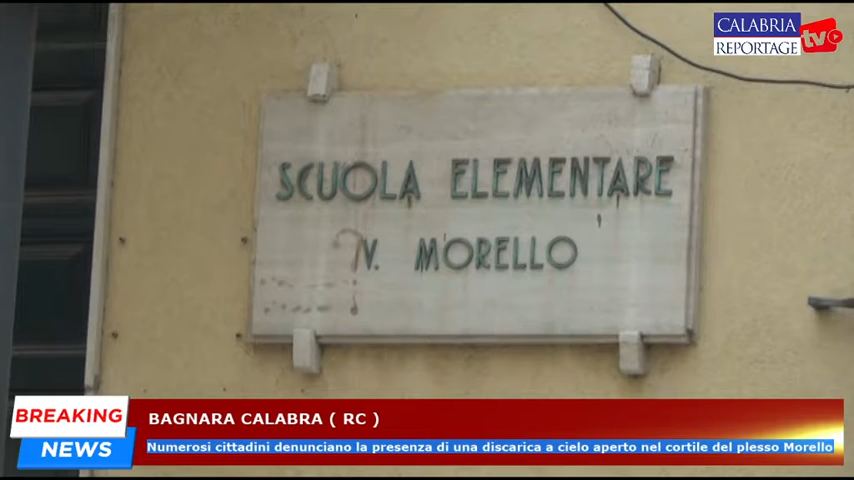 CALABRIA
REPORTAGE tv
SCUOLA ELEMENTARE
V. MORELLO
BREAKING
NEWS
BAGNARA CALABRA ( RC )
Numerosi cittadini denunciano la presenza di una discarica a cielo aperto nel cortile del plesso Morello